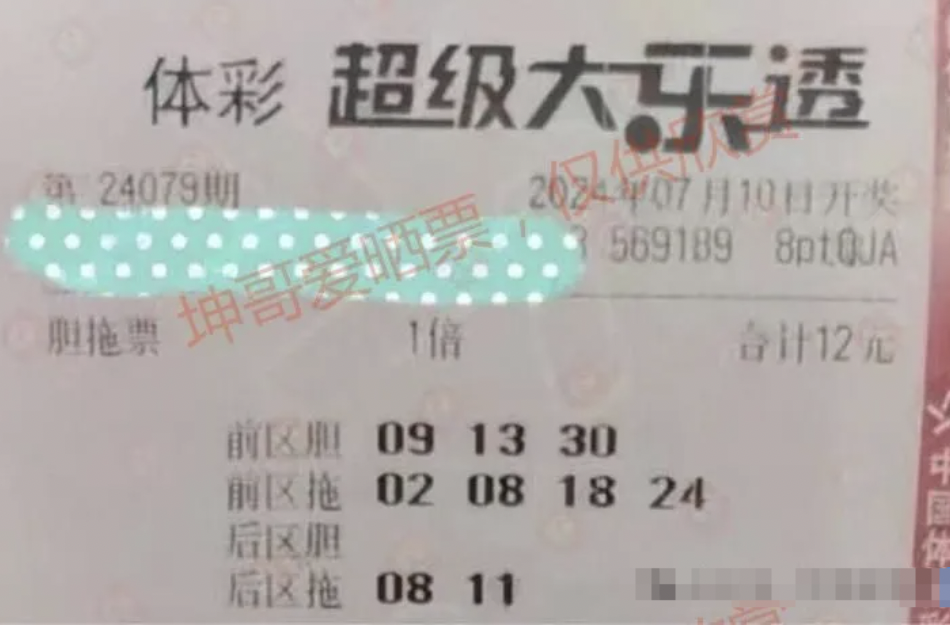 体彩 超级大乐透
第 24079期 2024年07月10日开奖
569189 8ptQJA
坤哥爱晒票，仅供欣赏
胆拖票 1倍 合计12元
前区胆 09 13 30
前区拖 02 08 18 24
后区胆
后区拖 08 11
中国体